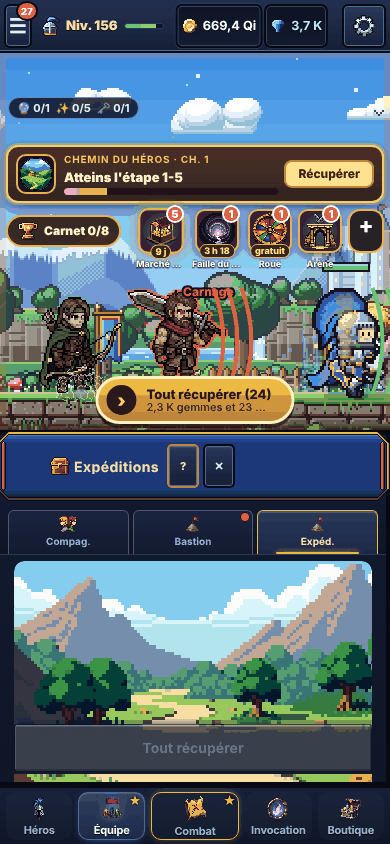 27
Niv. 156
669,4 Qi
3,7 K
0/1
0/5
0/1
CHEMIN DU HÉROS · CH. 1
Atteins l'étape 1-5
Récupérer
Carnet 0/8
5
9 j
Marché ...
1
3 h 18
Faille du ...
1
gratuit
Roue
1
Arène
+
Carnage
Tout récupérer (24)
2,3 K gemmes et 23 ...
Expéditions
?
×
Compag.
Bastion
Expéd.
Tout récupérer
Héros
Équipe
Combat
Invocation
Boutique